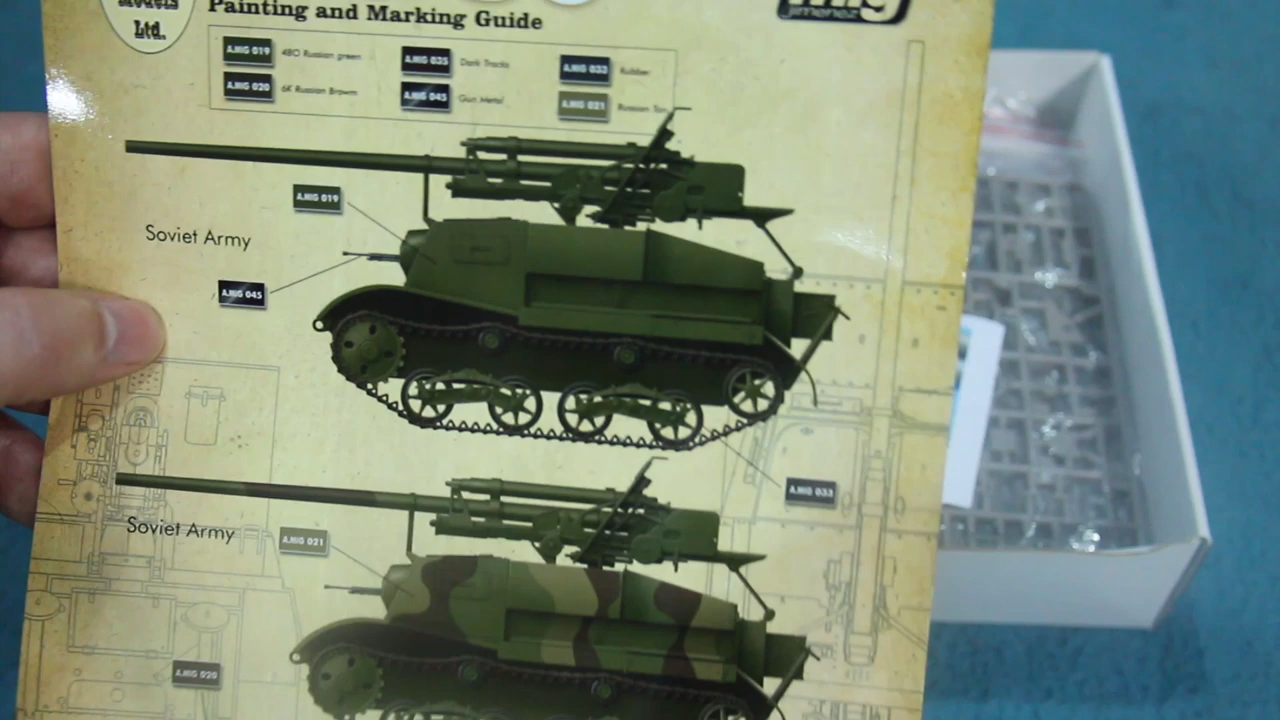 Models
Ltd.
Painting and Marking Guide
jimenez
A.MIG 019 4BO Russian green
A.MIG 035 Dark Tracks
A.MIG 033 Rubber
A.MIG 020 6K Russian Brown
A.MIG 045 Gun Metal
A.MIG 021 Russian Tan
A.MIG 019
Soviet Army
A.MIG 045
A.MIG 033
Soviet Army
A.MIG 021
A.MIG 020